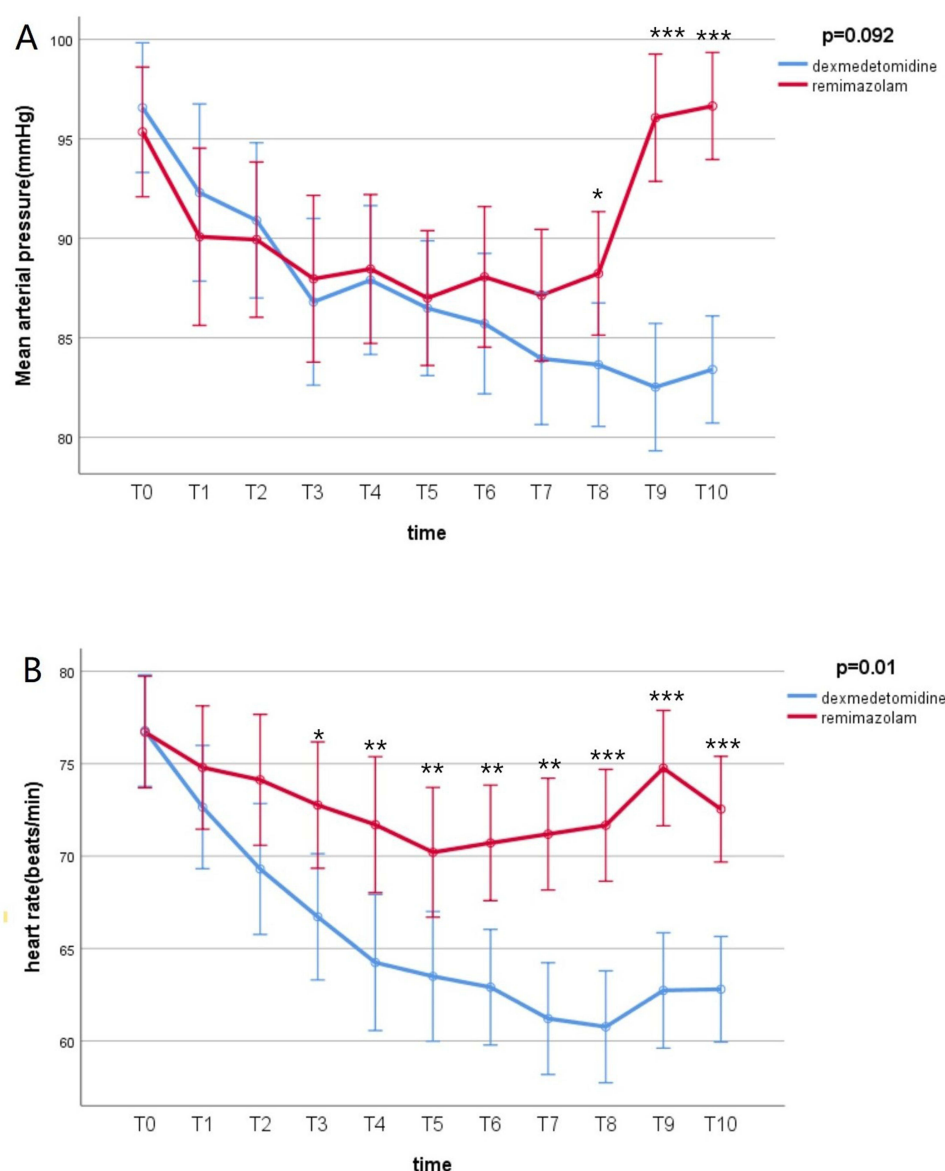 A
p=0.092
dexmedetomidine
remimazolam
*** ***
*
Mean arterial pressure(mmHg)
100
95
90
85
80
T0 T1 T2 T3 T4 T5 T6 T7 T8 T9 T10
time
B
p=0.01
dexmedetomidine
remimazolam
***
* ** ** ** ** *** ***
heart rate(beats/min)
80
75
70
65
60
T0 T1 T2 T3 T4 T5 T6 T7 T8 T9 T10
time